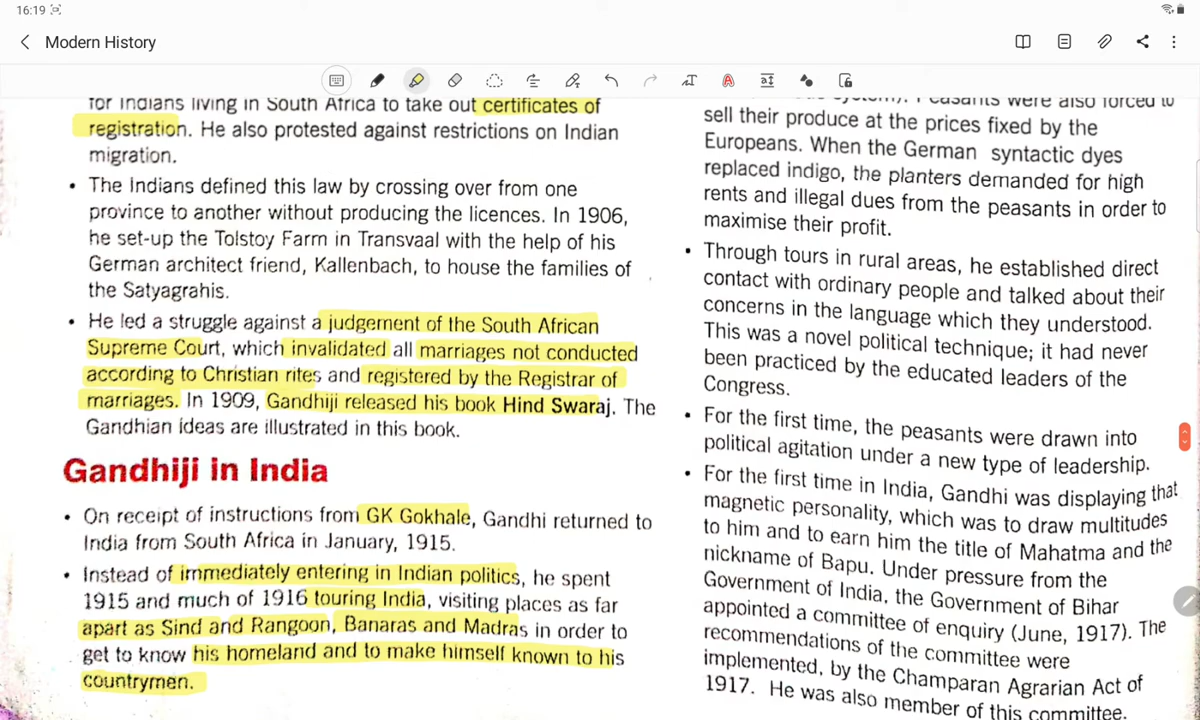 16:19
Modern History
for Indians living in South Africa to take out certificates of
registration. He also protested against restrictions on Indian
migration.
• The Indians defined this law by crossing over from one
province to another without producing the licences. In 1906,
he set-up the Tolstoy Farm in Transvaal with the help of his
German architect friend, Kallenbach, to house the families of
the Satyagrahis.
• He led a struggle against a judgement of the South African
Supreme Court, which invalidated all marriages not conducted
according to Christian rites and registered by the Registrar of
marriages. In 1909, Gandhiji released his book Hind Swaraj. The
Gandhian ideas are illustrated in this book.
Gandhiji in India
• On receipt of instructions from GK Gokhale, Gandhi returned to
India from South Africa in January, 1915.
• Instead of immediately entering in Indian politics, he spent
1915 and much of 1916 touring India, visiting places as far
apart as Sind and Rangoon, Banaras and Madras in order to
get to know his homeland and to make himself known to his
countrymen.
Peasants were also forced to
sell their produce at the prices fixed by the
Europeans. When the German syntactic dyes
replaced indigo, the planters demanded for high
rents and illegal dues from the peasants in order to
maximise their profit.
• Through tours in rural areas, he established direct
contact with ordinary people and talked about their
concerns in the language which they understood.
This was a novel political technique; it had never
been practiced by the educated leaders of the
Congress.
• For the first time, the peasants were drawn into
political agitation under a new type of leadership.
• For the first time in India, Gandhi was displaying that
magnetic personality, which was to draw multitudes
to him and to earn him the title of Mahatma and the
nickname of Bapu. Under pressure from the
Government of India, the Government of Bihar
appointed a committee of enquiry (June, 1917). The
recommendations of the committee were
implemented, by the Champaran Agrarian Act of
1917. He was also member of this committee.